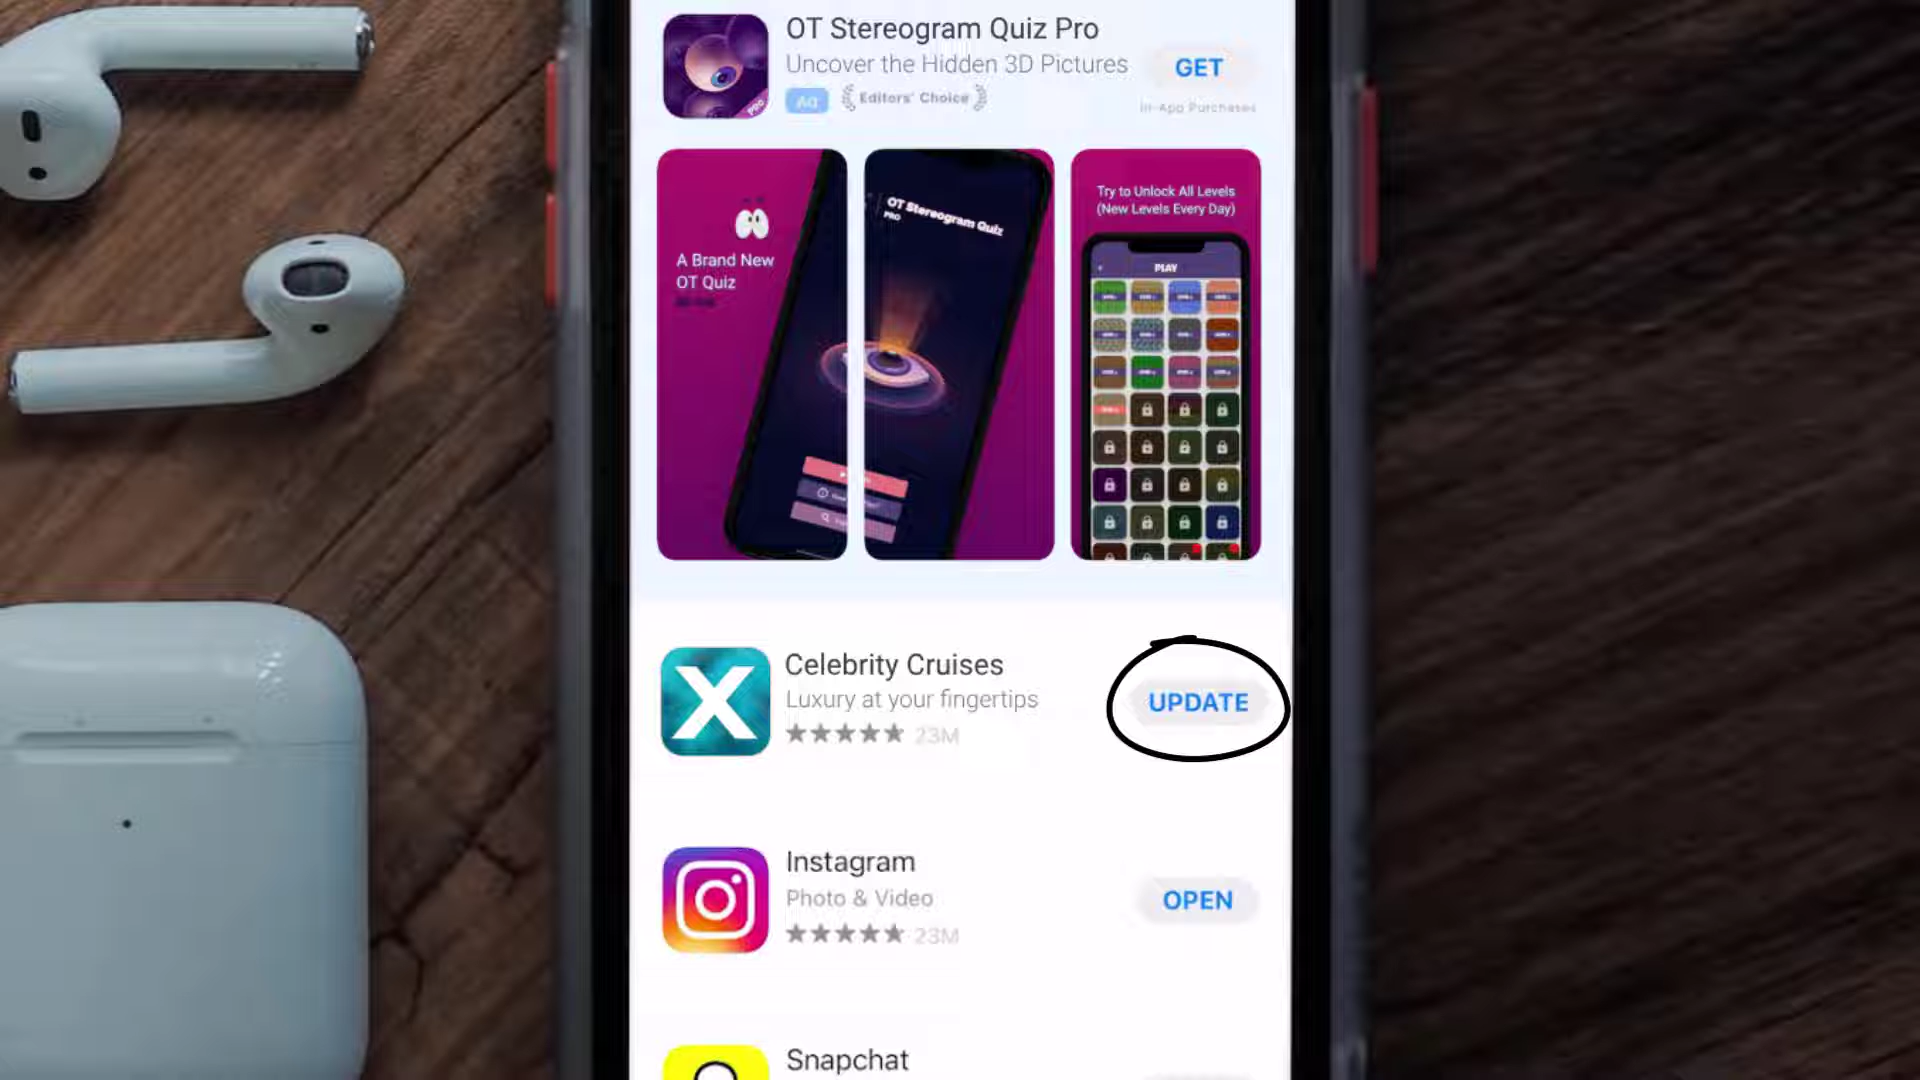 OT Stereogram Quiz Pro
Uncover the Hidden 3D Pictures
GET
Ad
Editors' Choice
In-App Purchases
PRO
A Brand New
OT Quiz
OT Stereogram Quiz
PRO
Try to Unlock All Levels
(New Levels Every Day)
PLAY
Celebrity Cruises
Luxury at your fingertips
23M
UPDATE
X
Instagram
Photo & Video
23M
OPEN
Snapchat